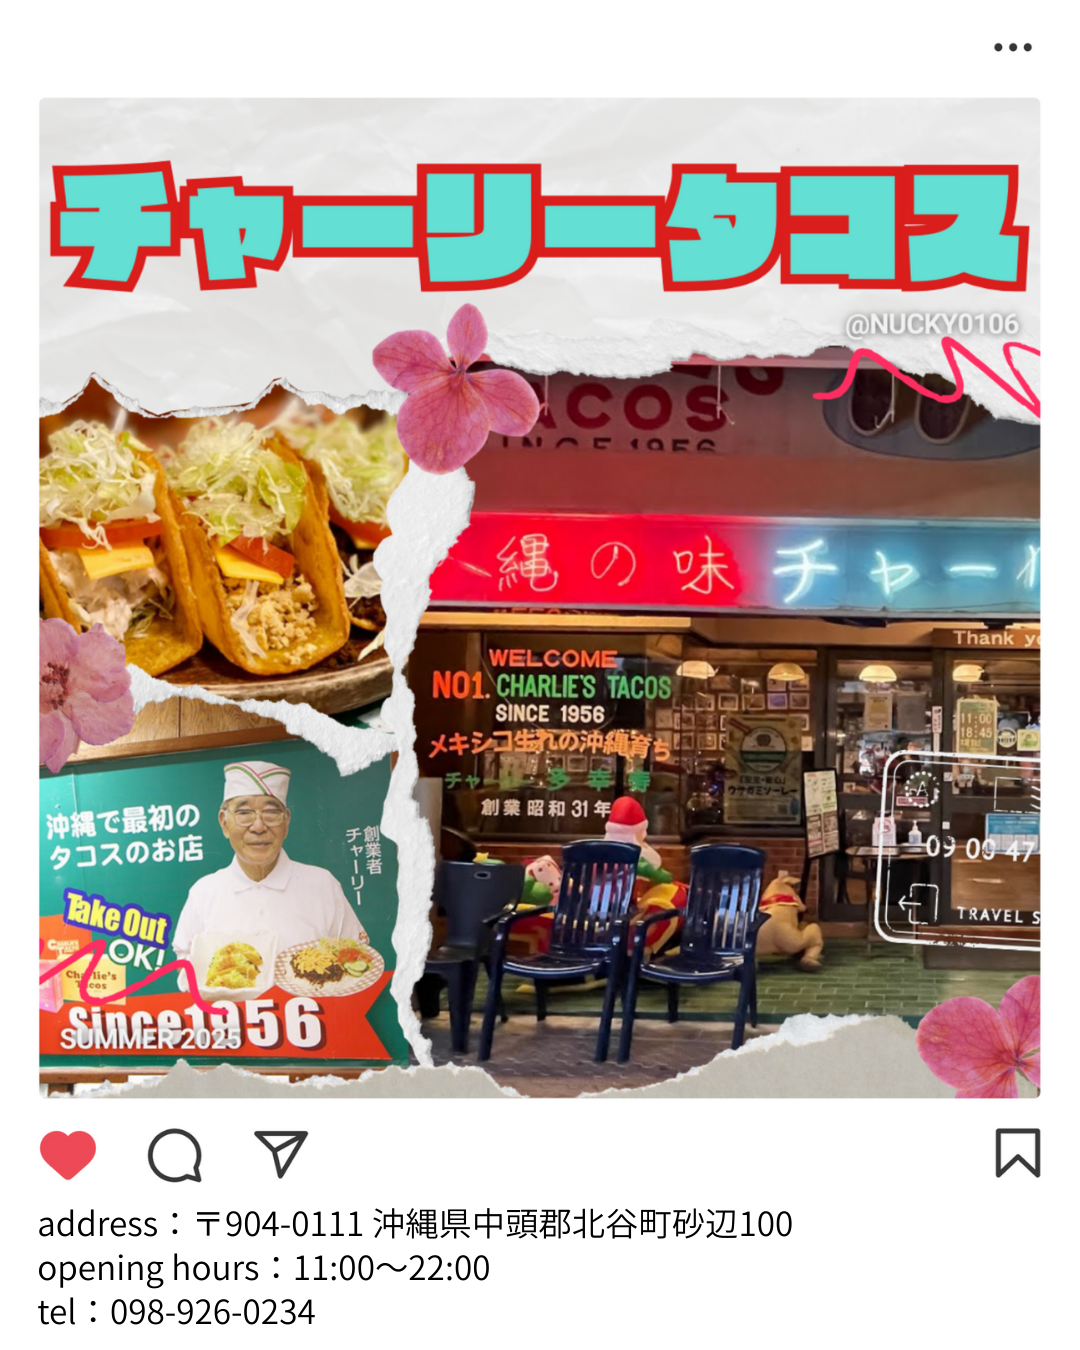 チャーリータコス
@NUCKY0106
TACOS
SINCE 1956
縄の味 チャー
WELCOME
NO1. CHARLIE'S TACOS
SINCE 1956
メキシコ生れの沖縄育ち
チャーリー多幸寿
創業昭和31年
Thank yo
11:00
18:45
09 00 47
TRAVEL S
沖縄で最初の
タコスのお店
創業者
チャーリー
Take Out
OK!
Charlie's
Tacos
Since1956
SUMMER 2025
address：〒904-0111 沖縄県中頭郡北谷町砂辺100
opening hours：11:00〜22:00
tel：098-926-0234